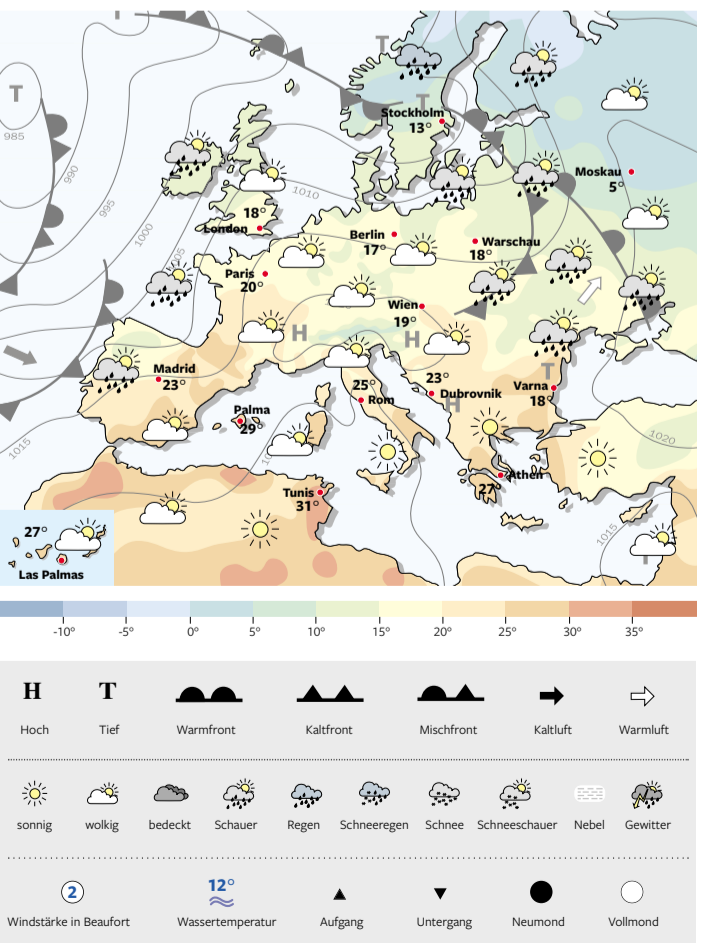 T
T
T
985
990
995
1000
1005
1010
T
Stockholm
13°
Moskau
5°
18°
London
Berlin
17°
Warschau
18°
Paris
20°
Wien
19°
H
H
Madrid
23°
25°
Rom
23°
Dubrovnik
H
T
Varna
18°
Palma
29°
1015
1020
Athen
27°
Tunis
31°
1015
T
27°
Las Palmas
-10° -5° 0° 5° 10° 15° 20° 25° 30° 35°
H T
Hoch Tief Warmfront Kaltfront Mischfront Kaltluft Warmluft
sonnig wolkig bedeckt Schauer Regen Schneeregen Schnee Schneeschauer Nebel Gewitter
2 12°
Windstärke in Beaufort Wassertemperatur Aufgang Untergang Neumond Vollmond